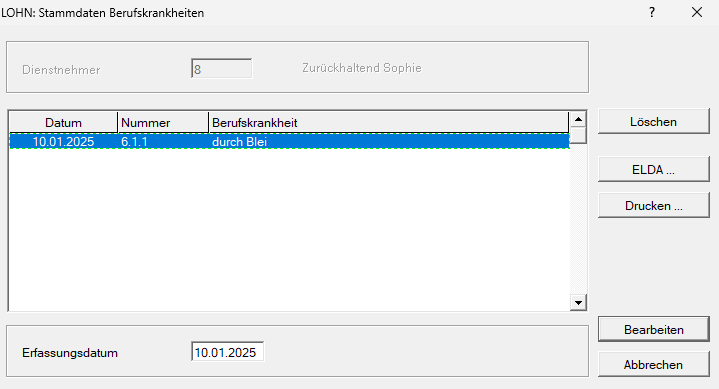 LOHN: Stammdaten Berufskrankheiten ?
Dienstnehmer 8 Zurückhaltend Sophie
Datum Nummer Berufskrankheit
10.01.2025 6.1.1 durch Blei
Löschen
ELDA ...
Drucken ...
Bearbeiten
Erfassungsdatum 10.01.2025
Abbrechen